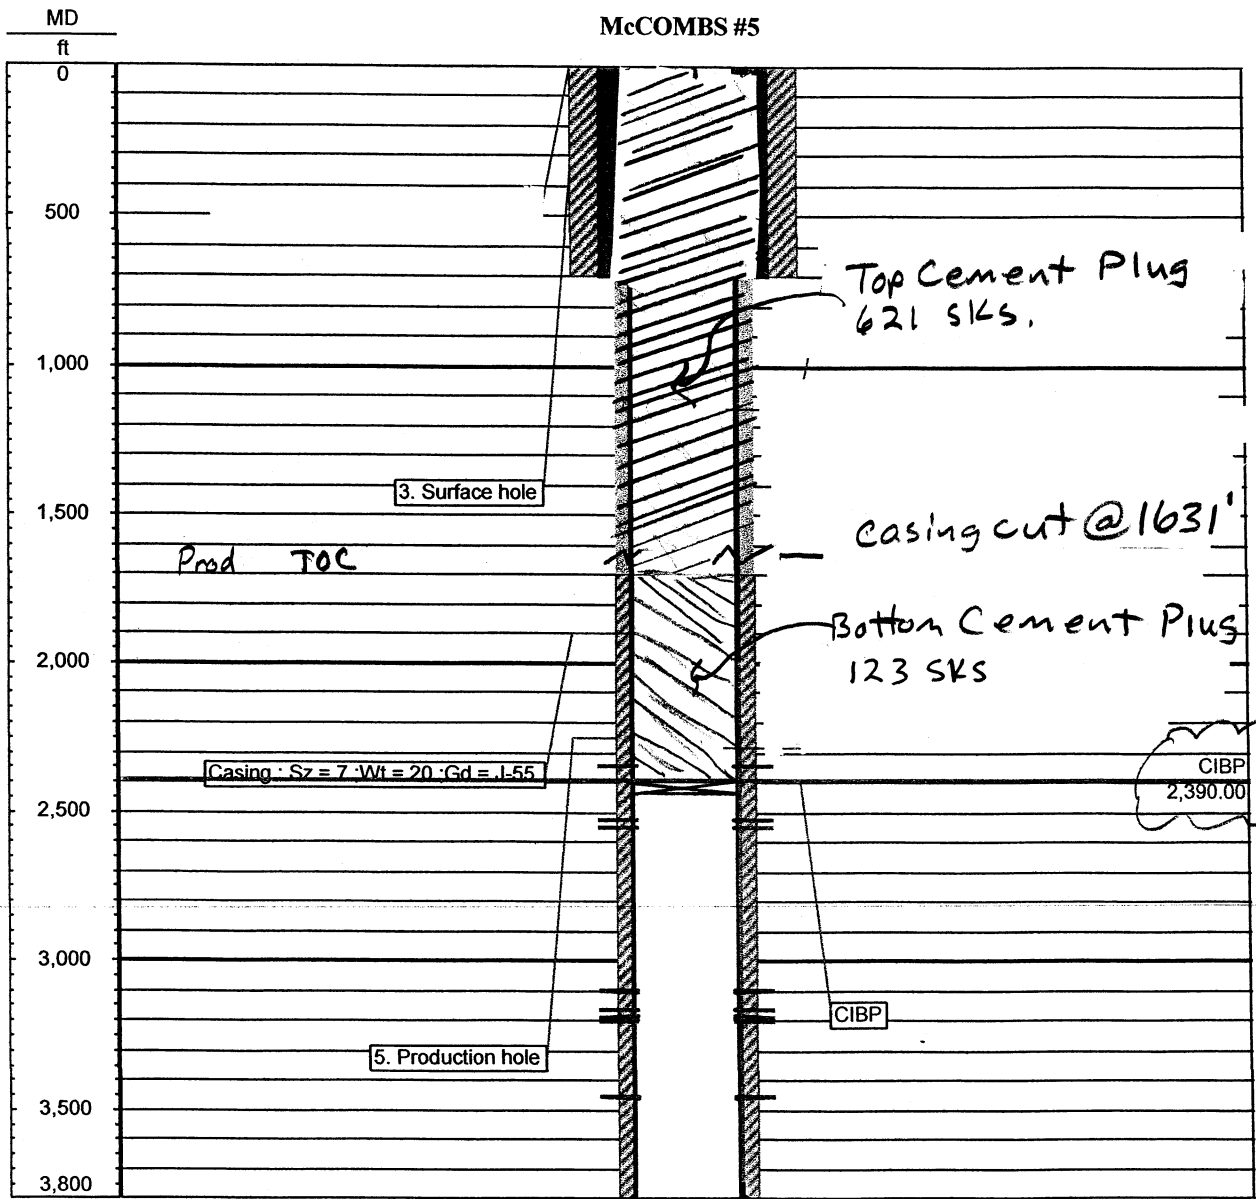 McCOMBS #5
MD
ft
0
500
1,000
1,500
2,000
2,500
3,000
3,500
3,800
Top Cement Plug
621 SKS.
3. Surface hole
casing cut @ 1631'
Prod TOC
Bottom Cement Plug
123 SKS
Casing : Sz = 7 :Wt = 20 :Gd = J-55
CIBP
2,390.00
CIBP
5. Production hole